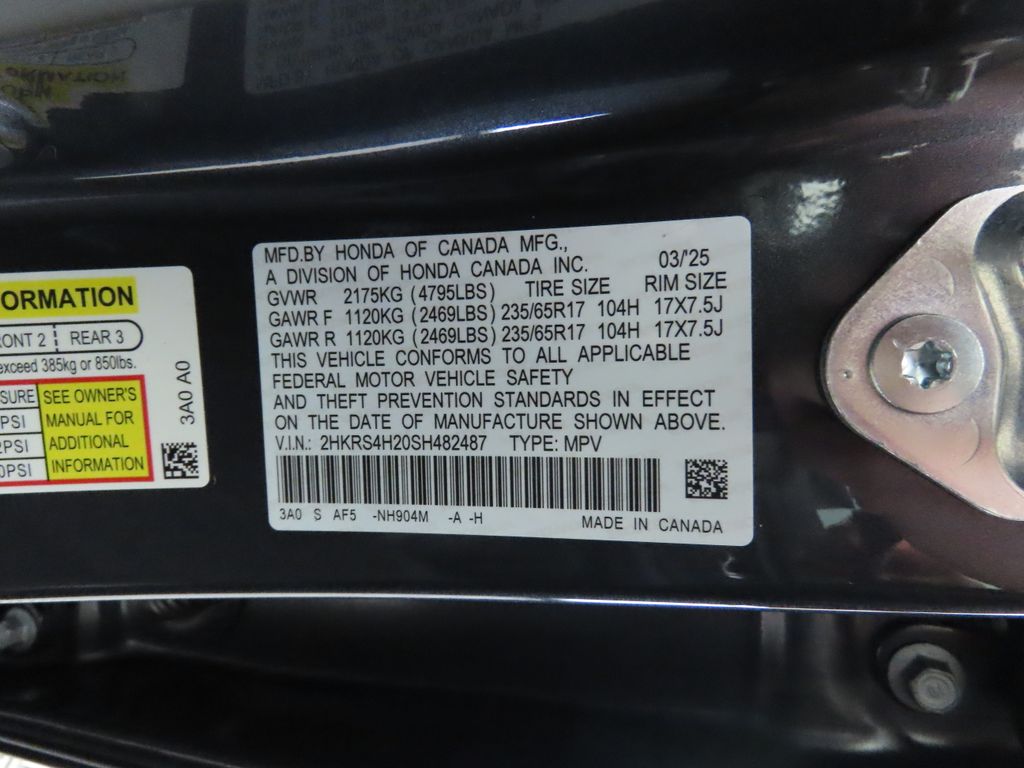 ORMATION
RONT 2 REAR 3
exceed 385kg or 850lbs.
SURE SEE OWNER'S
PSI MANUAL FOR
PSI ADDITIONAL
0PSI INFORMATION
3A0 A0
MFD.BY HONDA OF CANADA MFG.,
A DIVISION OF HONDA CANADA INC. 03/'25
GVWR 2175KG (4795LBS) TIRE SIZE RIM SIZE
GAWR F 1120KG (2469LBS) 235/65R17 104H 17X7.5J
GAWR R 1120KG (2469LBS) 235/65R17 104H 17X7.5J
THIS VEHICLE CONFORMS TO ALL APPLICABLE
FEDERAL MOTOR VEHICLE SAFETY
AND THEFT PREVENTION STANDARDS IN EFFECT
ON THE DATE OF MANUFACTURE SHOWN ABOVE.
V.I.N.: 2HKRS4H20SH482487 TYPE: MPV
3A0 S AF5 -NH904M -A -H MADE IN CANADA